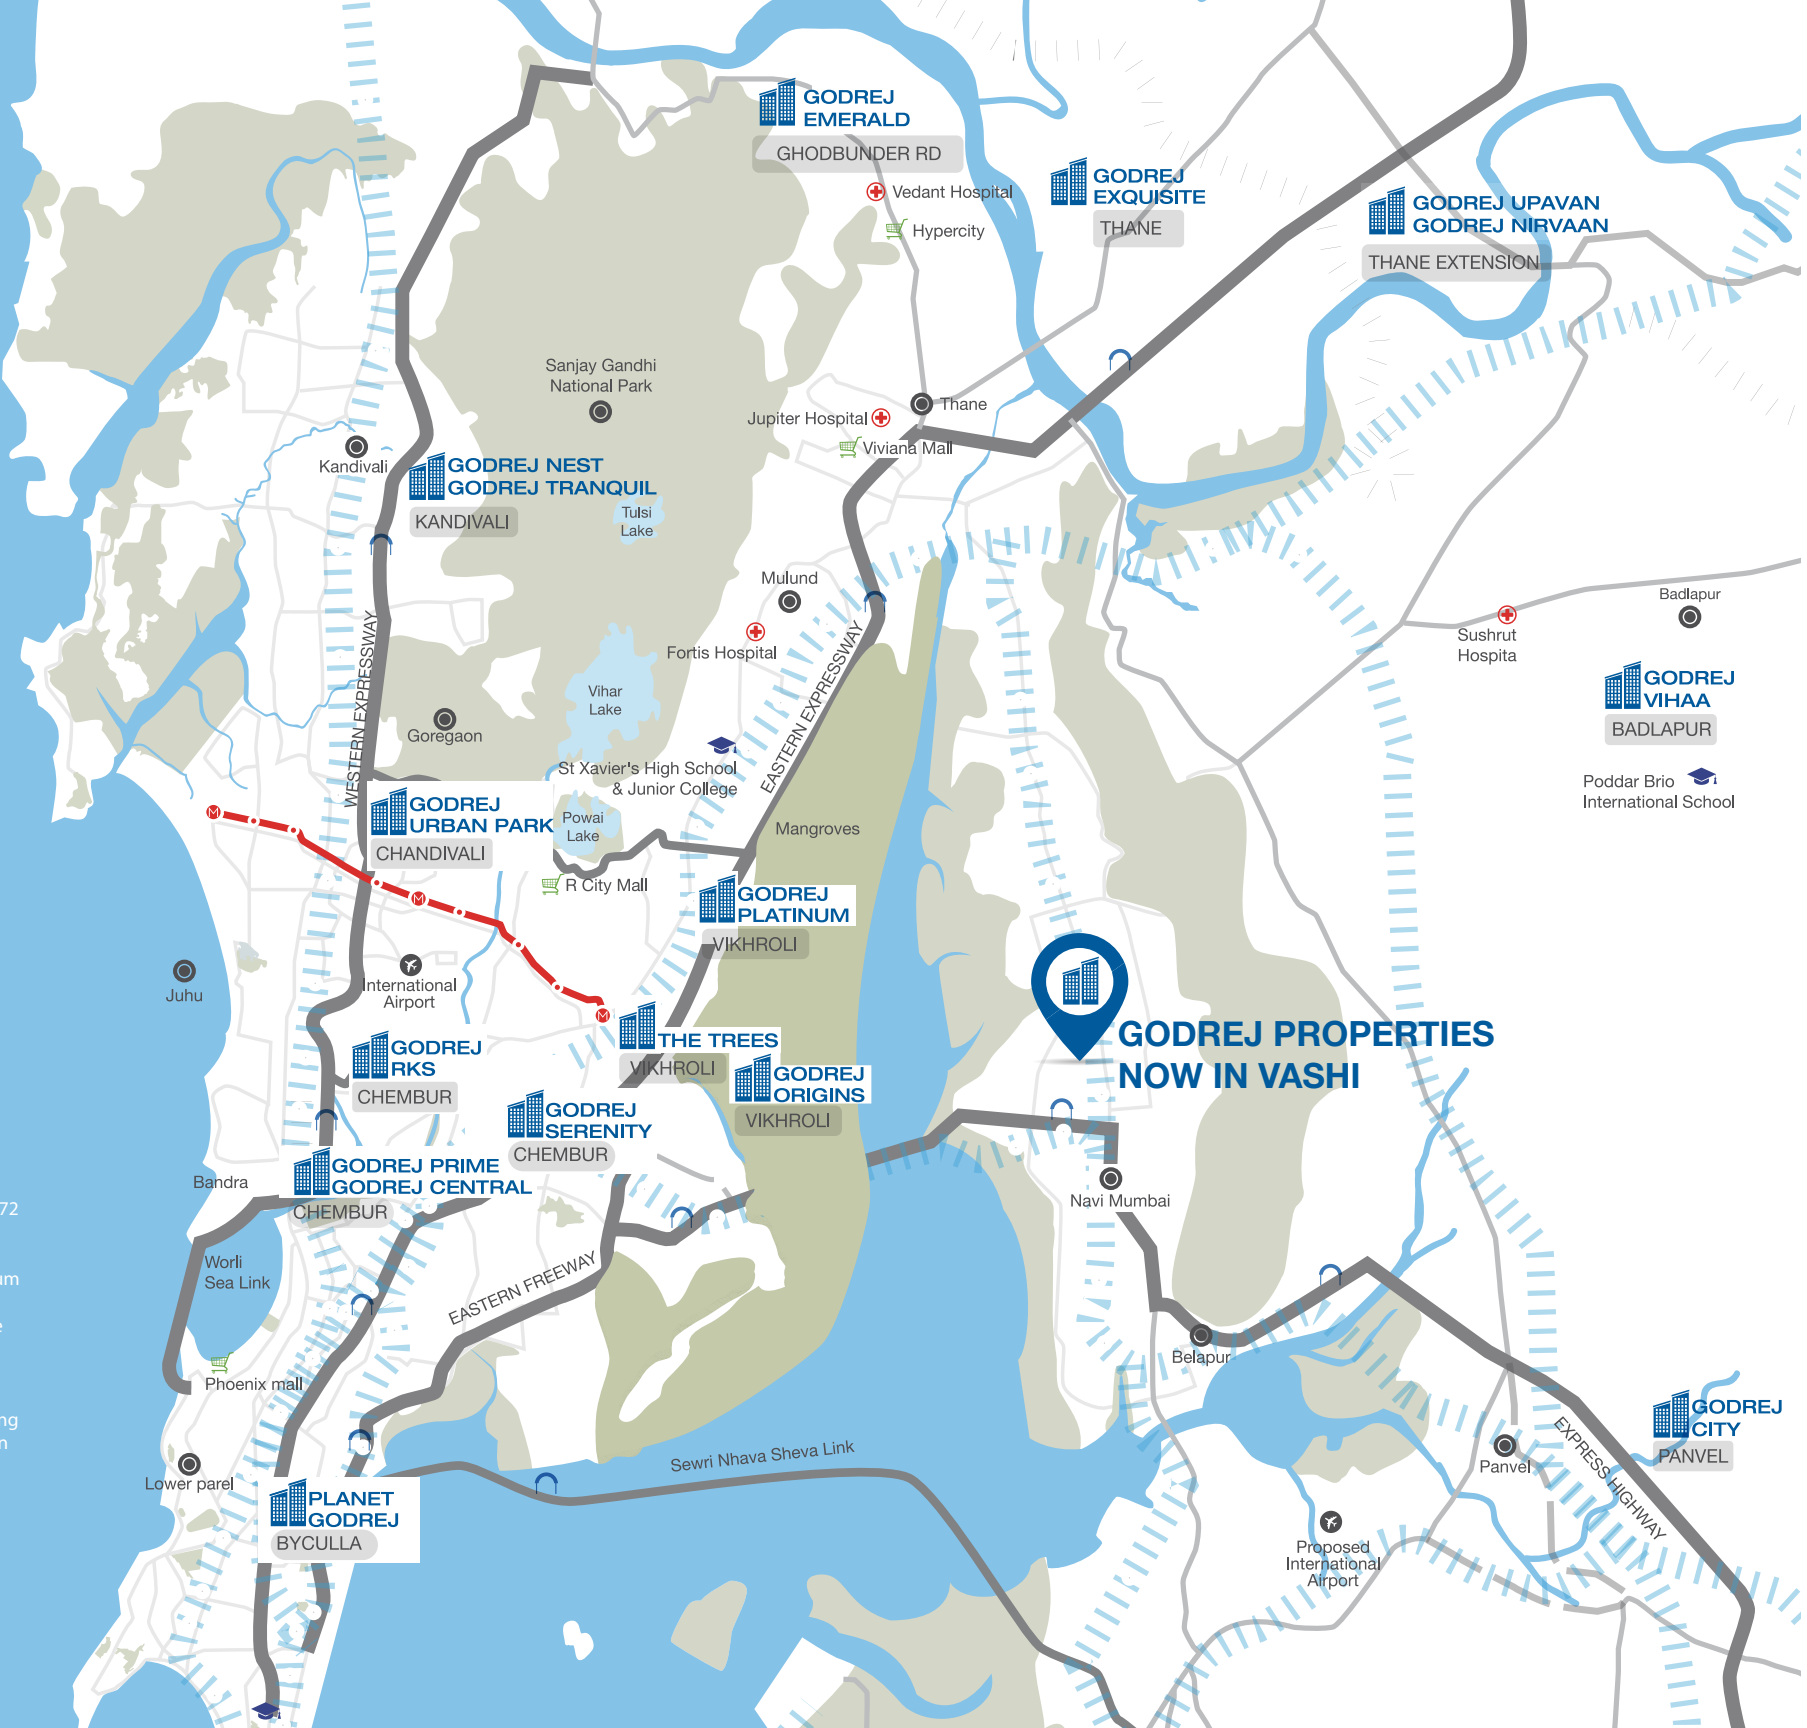 GODREJ
EMERALD
GHODBUNDER RD
Vedant Hospital
Hypercity
GODREJ
EXQUISITE
THANE
GODREJ UPAVAN
GODREJ NIRVAAN
THANE EXTENSION
Sanjay Gandhi
National Park
Thane
Jupiter Hospital
Viviana Mall
Kandivali
GODREJ NEST
GODREJ TRANQUIL
KANDIVALI
Tulsi
Lake
Mulund
Fortis Hospital
Badlapur
Sushrut
Hospita
GODREJ
VIHAA
BADLAPUR
Poddar Brio
International School
WESTERN EXPRESSWAY
EASTERN EXPRESSWAY
Vihar
Lake
Goregaon
St Xavier's High School
& Junior College
GODREJ
URBAN PARK
CHANDIVALI
Powai
Lake
Mangroves
R City Mall
GODREJ
PLATINUM
VIKHROLI
M
M
M
International
Airport
Juhu
THE TREES
VIKHROLI
GODREJ
RKS
CHEMBUR
GODREJ
ORIGINS
VIKHROLI
GODREJ PROPERTIES
NOW IN VASHI
GODREJ
SERENITY
CHEMBUR
GODREJ PRIME
GODREJ CENTRAL
CHEMBUR
Bandra
Navi Mumbai
72
um
e
ng
n
Worli
Sea Link
EASTERN FREEWAY
Phoenix mall
Belapur
GODREJ
CITY
PANVEL
Panvel
EXPRESS HIGHWAY
Sewri Nhava Sheva Link
Lower parel
PLANET
GODREJ
BYCULLA
Proposed
International
Airport